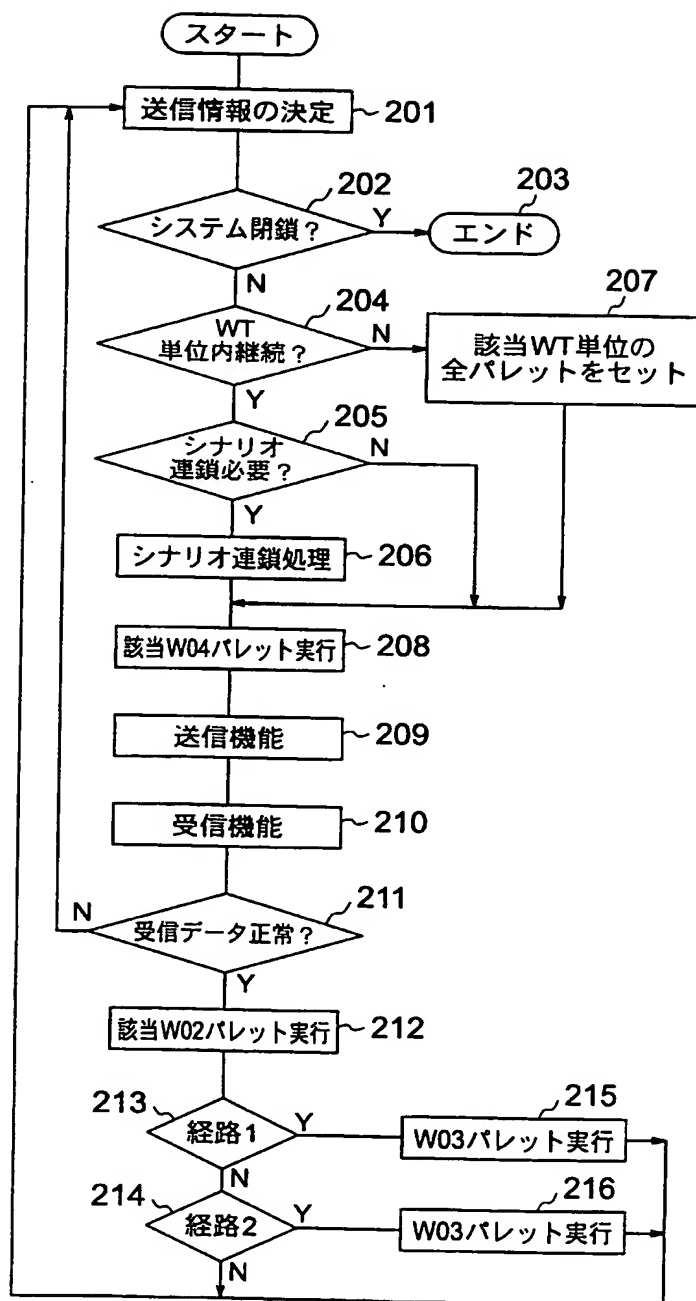 スタート
送信情報の決定
201
202
203
システム閉鎖?
Y
エンド
N
204
207
WT
単位内継続?
N
該当WT単位の
全パレットをセット
Y
205
シナリオ
連鎖必要?
N
Y
シナリオ連鎖処理
206
該当W04パレット実行
208
送信機能
209
受信機能
210
211
N
受信データ正常?
Y
該当W02パレット実行
212
213
経路1
Y
215
W03パレット実行
N
214
経路2
Y
216
W03パレット実行
N